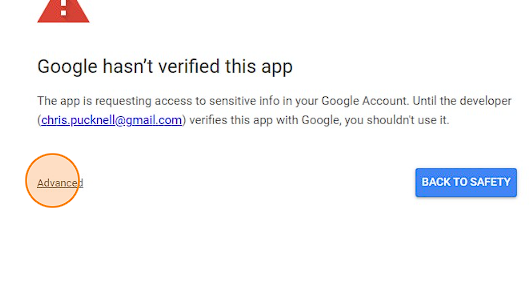 Google hasn’t verified this app
The app is requesting access to sensitive info in your Google Account. Until the developer
(chris.pucknell@gmail.com) verifies this app with Google, you shouldn't use it.
Advanced
BACK TO SAFETY